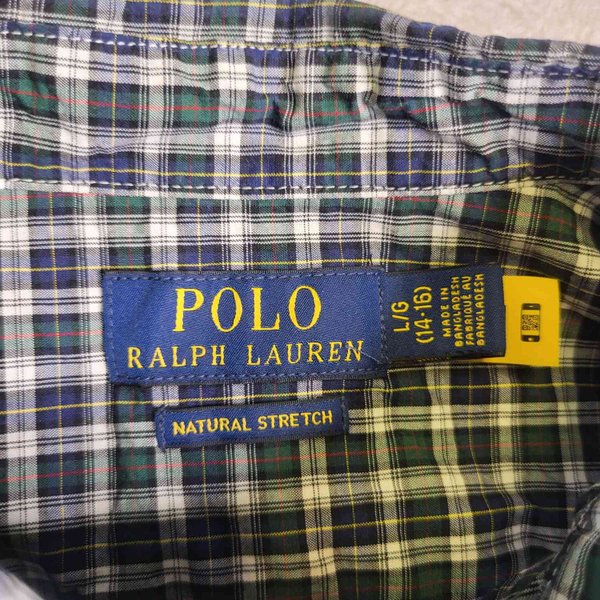 POLO
RALPH LAUREN
L/G
(14-16)
MADE IN
BANGLADESH
FABRIQUÉ AU
BANGLADESH
NATURAL STRETCH